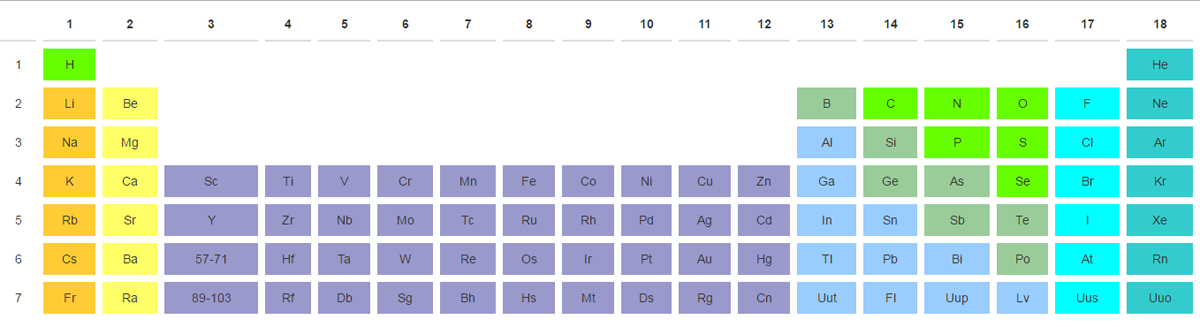 1 2 3 4 5 6 7 8 9 10 11 12 13 14 15 16 17 18
1 H He
2 Li Be B C N O F Ne
3 Na Mg Al Si P S Cl Ar
4 K Ca Sc Ti V Cr Mn Fe Co Ni Cu Zn Ga Ge As Se Br Kr
5 Rb Sr Y Zr Nb Mo Tc Ru Rh Pd Ag Cd In Sn Sb Te I Xe
6 Cs Ba 57-71 Hf Ta W Re Os Ir Pt Au Hg Tl Pb Bi Po At Rn
7 Fr Ra 89-103 Rf Db Sg Bh Hs Mt Ds Rg Cn Uut Fl Uup Lv Uus Uuo